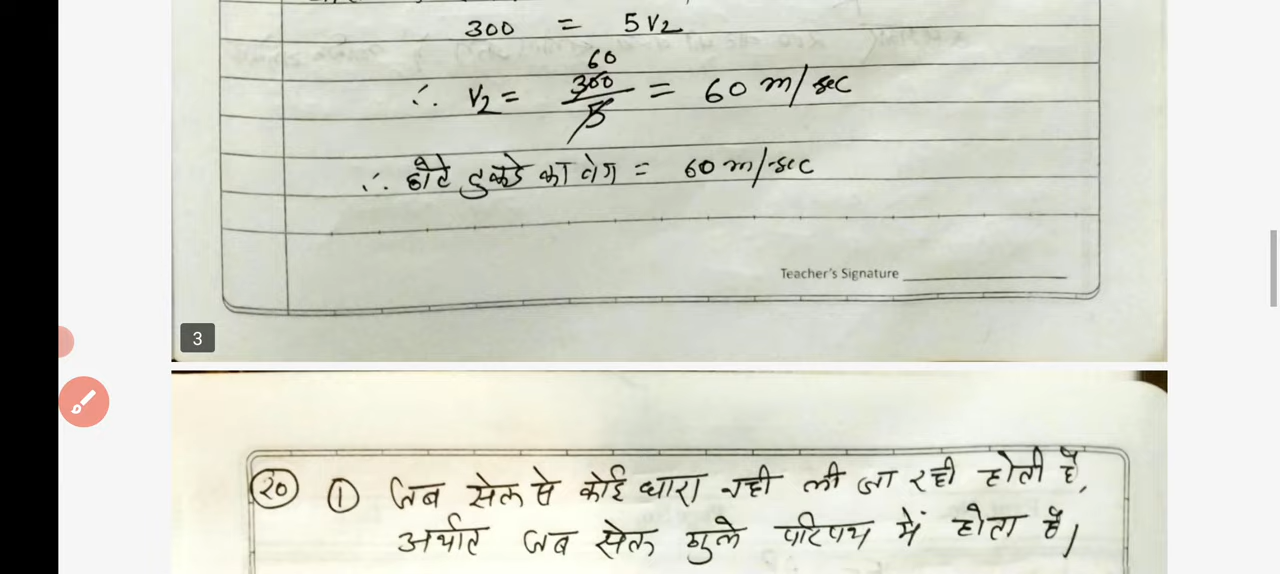 300 = 5V2
60
∴ V2 = 300/5 = 60 m/sec
∴ छोटे टुकडे का वेग = 60 m/sec
Teacher's Signature
3
२० ① जब सेल से कोई धारा नही ली जा रही होती है,
अर्थात जब सेल खुले परिपथ में होता है।